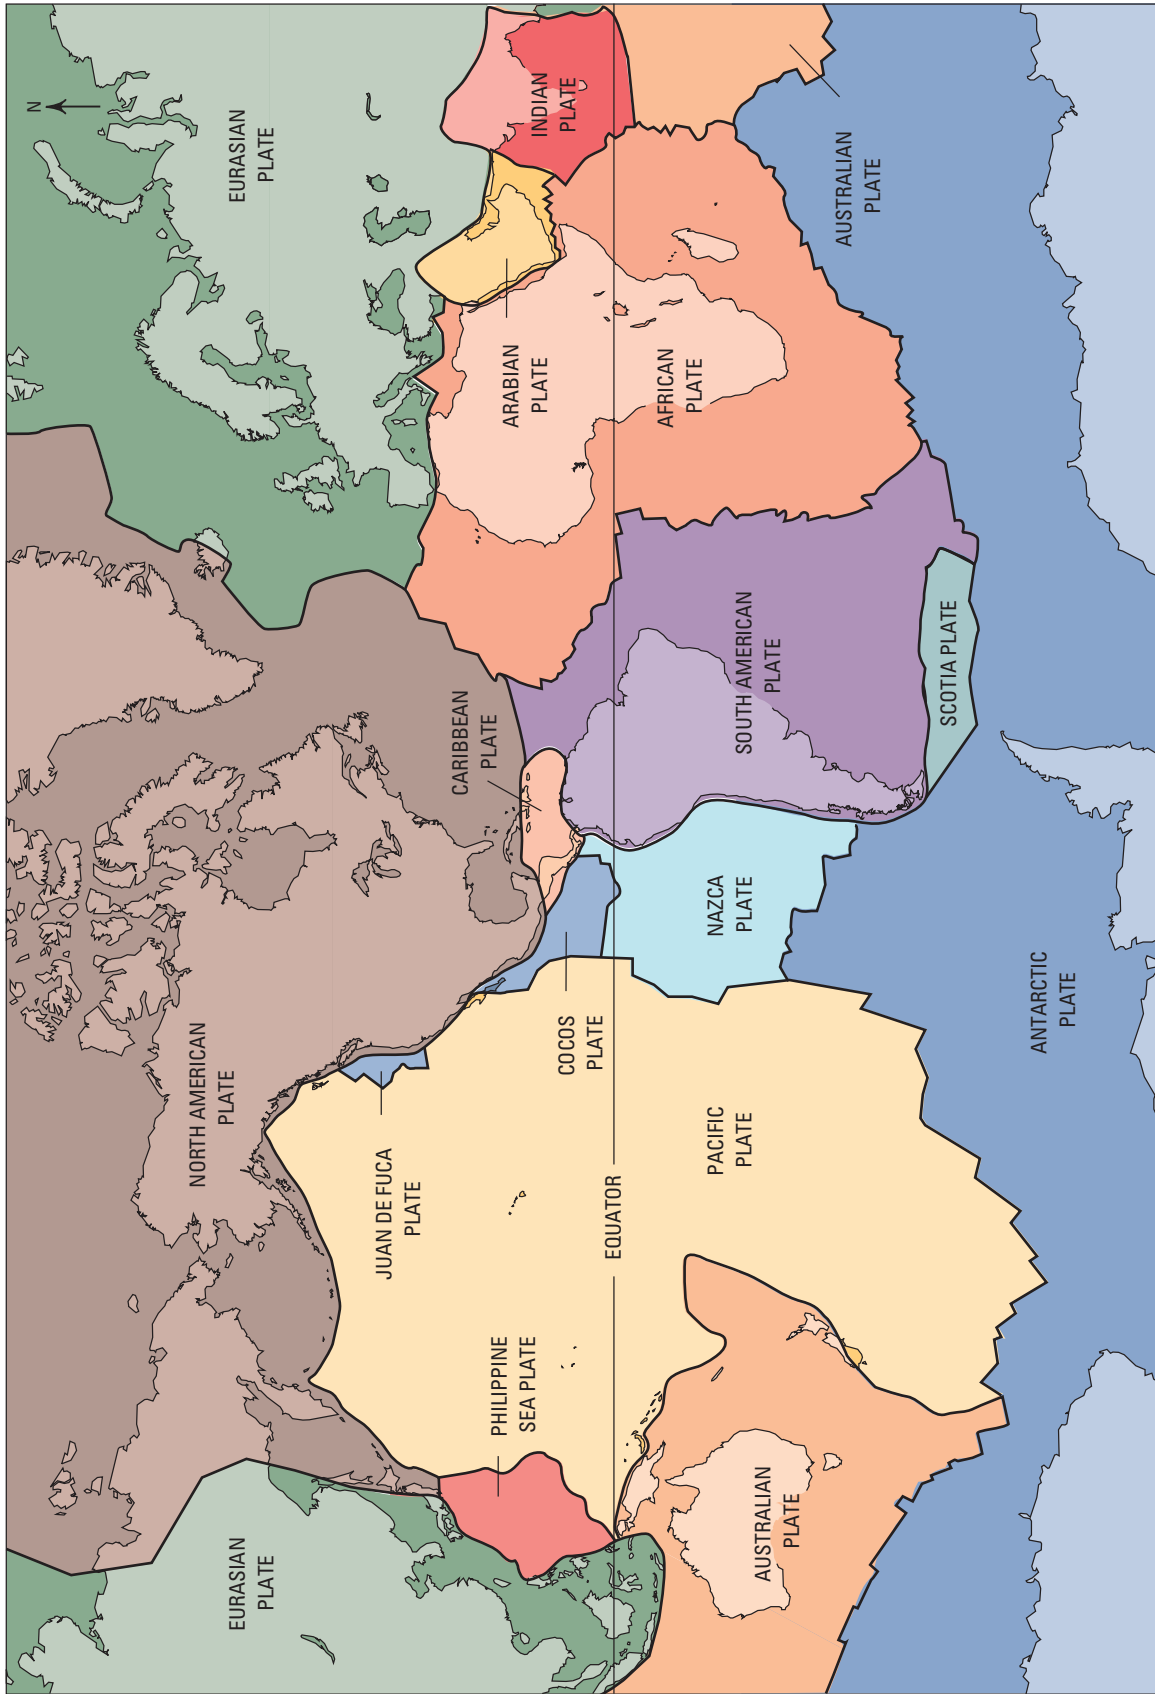 N
EURASIAN
PLATE
NORTH AMERICAN
PLATE
EURASIAN
PLATE
JUAN DE FUCA
PLATE
CARIBBEAN
PLATE
PHILIPPINE
SEA PLATE
ARABIAN
PLATE
INDIAN
PLATE
COCOS
PLATE
EQUATOR
AFRICAN
PLATE
PACIFIC
PLATE
NAZCA
PLATE
SOUTH AMERICAN
PLATE
AUSTRALIAN
PLATE
AUSTRALIAN
PLATE
SCOTIA PLATE
ANTARCTIC
PLATE